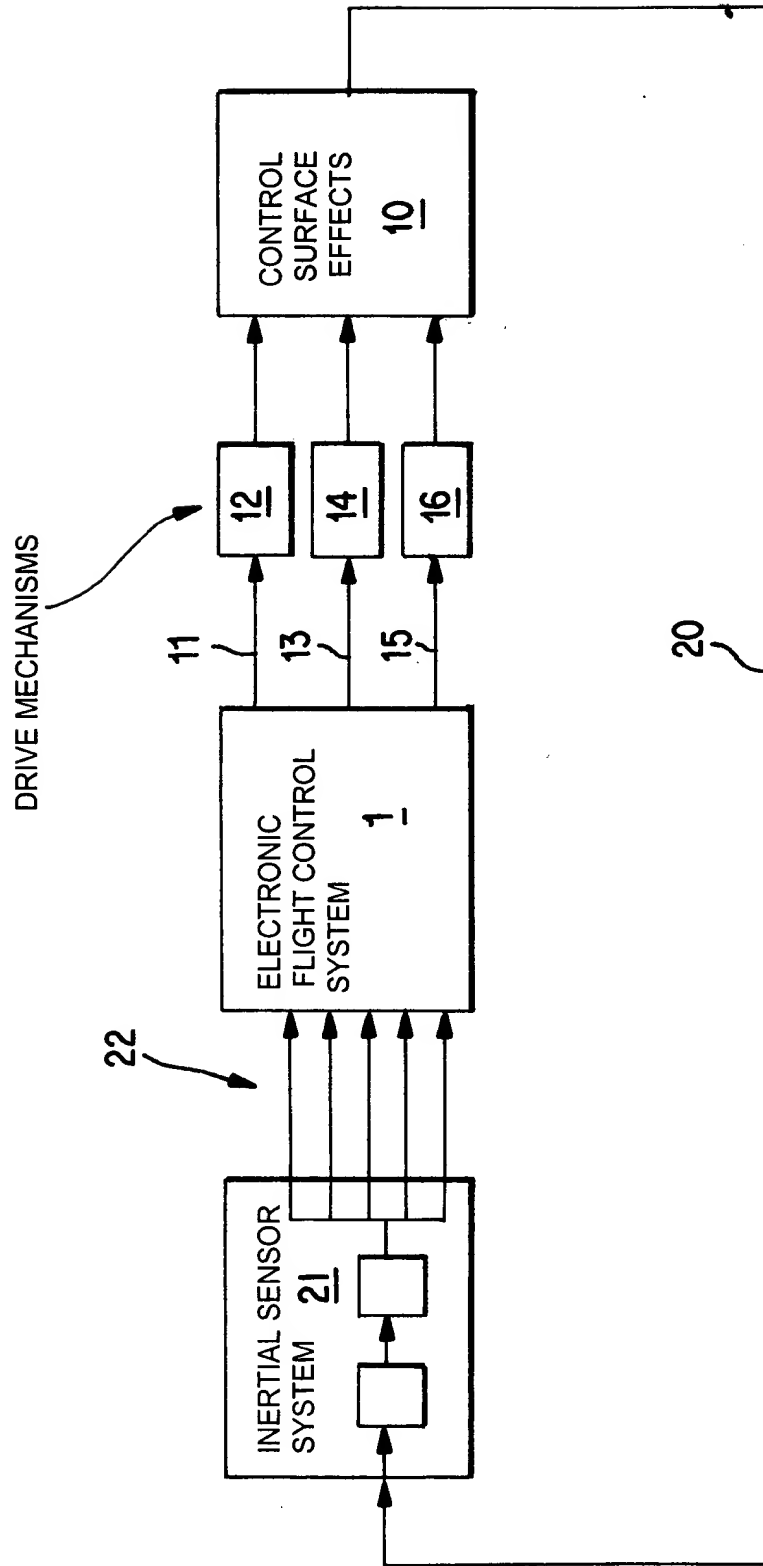 DRIVE MECHANISMS
INERTIAL SENSOR
SYSTEM
21
22
ELECTRONIC
FLIGHT CONTROL
SYSTEM
1
11
13
15
12
14
16
CONTROL
SURFACE
EFFECTS
10
20